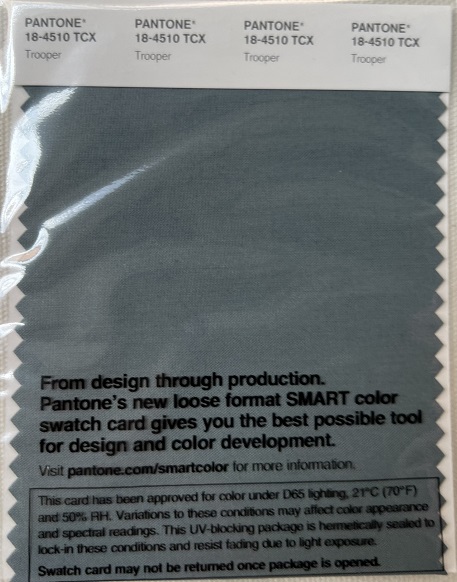 PANTONE® PANTONE® PANTONE® PANTONE®
18-4510 TCX 18-4510 TCX 18-4510 TCX 18-4510 TCX
Trooper Trooper Trooper Trooper
From design through production.
Pantone's new loose format SMART color
swatch card gives you the best possible tool
for design and color development.
Visit pantone.com/smartcolor for more information.
This card has been approved for color under D65 lighting, 21°C (70°F)
and 50% RH. Variations to these conditions may affect color appearance
and spectral readings. This UV-blocking package is hermetically sealed to
lock-in these conditions and resist fading due to light exposure.
Swatch card may not be returned once package is opened.